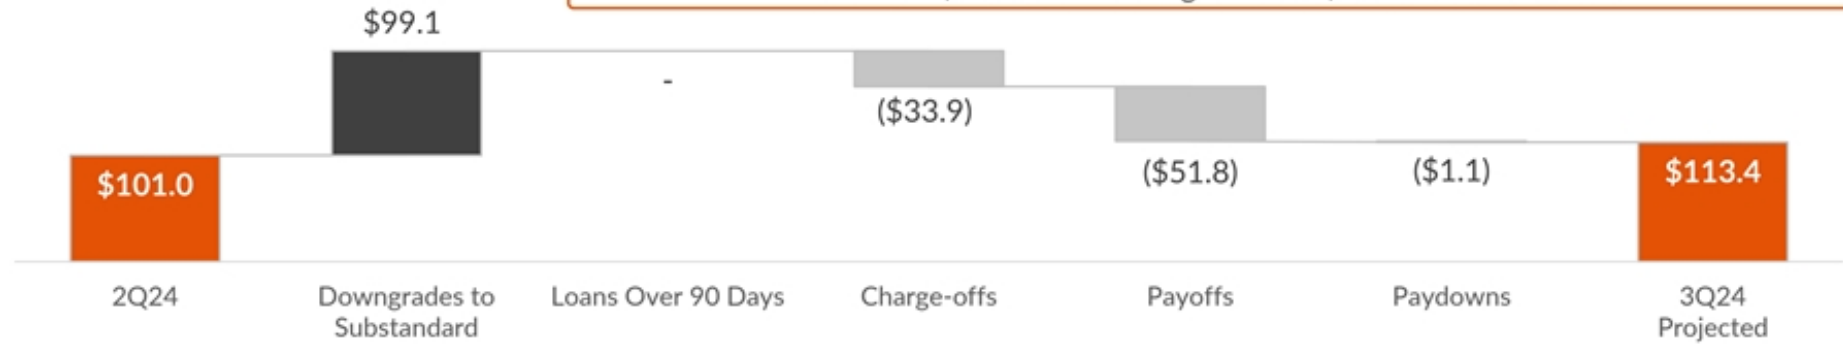 $99.1
-
($33.9)
$101.0
($51.8)
($1.1)
$113.4
2Q24
Downgrades to
Substandard
Loans Over 90 Days
Charge-offs
Payoffs
Paydowns
3Q24
Projected